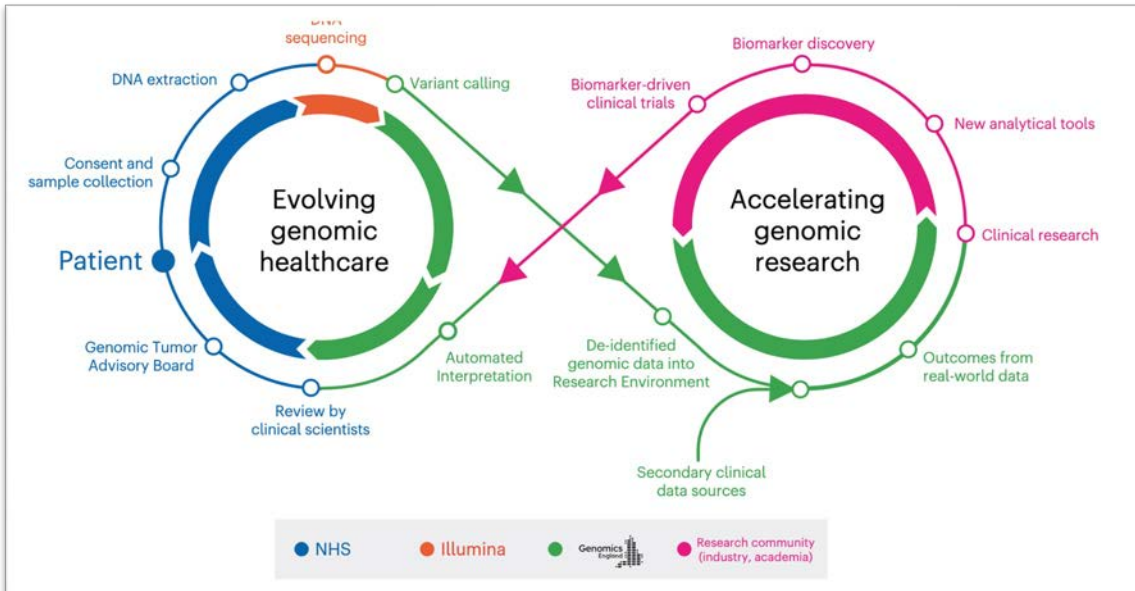 DNA
sequencing
DNA extraction
Variant calling
Consent and
sample collection
Patient
Evolving
genomic
healthcare
Genomic Tumor
Advisory Board
Review by
clinical scientists
Automated
Interpretation
Biomarker discovery
Biomarker-driven
clinical trials
New analytical tools
Accelerating
genomic
research
Clinical research
De-identified
genomic data into
Research Environment
Outcomes from
real-world data
Secondary clinical
data sources
NHS
Illumina
Genomics
England
Research community
(industry, academia)